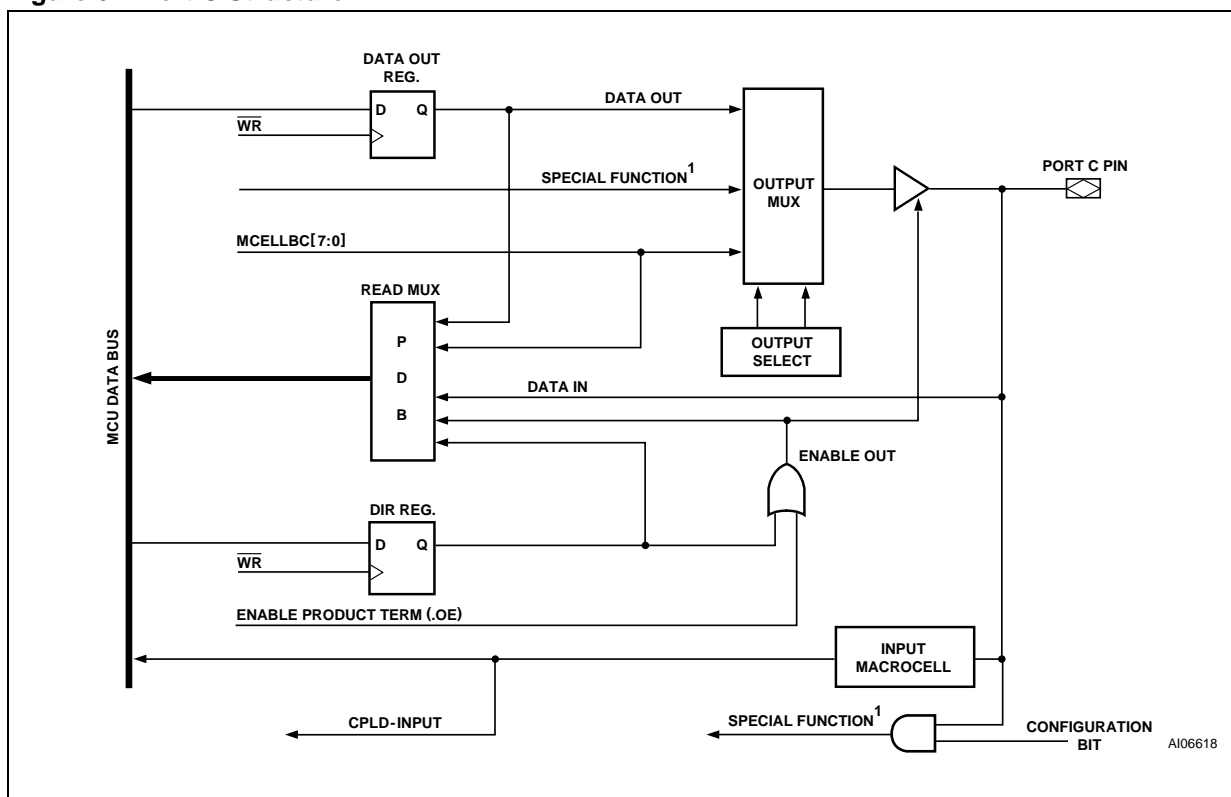 DATA OUT
REG.
D Q
DATA OUT
WR
PORT C PIN
SPECIAL FUNCTION1
OUTPUT
MUX
MCELLBC[7:0]
READ MUX
P
D
B
OUTPUT
SELECT
MCU DATA BUS
DATA IN
ENABLE OUT
DIR REG.
D Q
WR
ENABLE PRODUCT TERM (.OE)
INPUT
MACROCELL
CPLD-INPUT
SPECIAL FUNCTION1
CONFIGURATION
BIT
AI06618